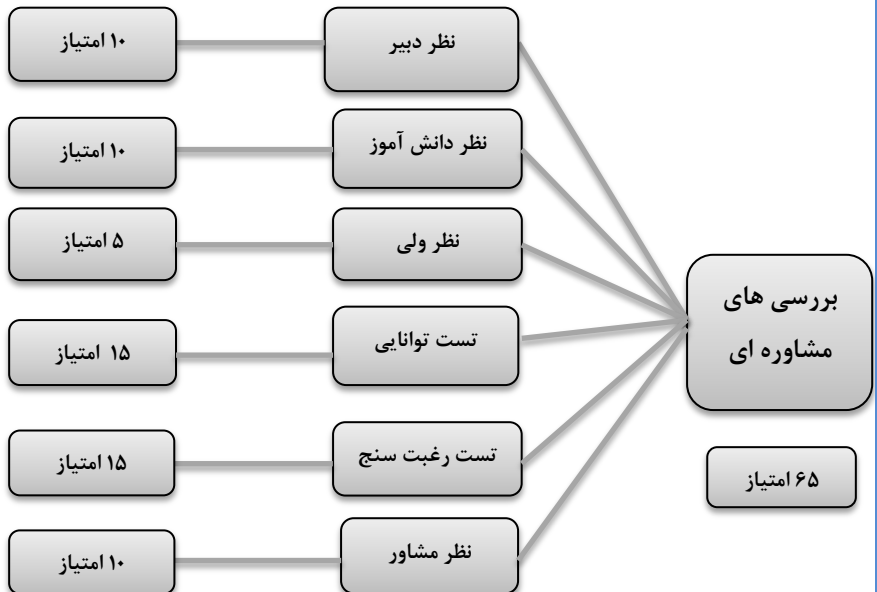 بررسی های
مشاوره ای
۶۵ امتیاز
نظر دبیر
۱۰ امتیاز
نظر دانش آموز
۱۰ امتیاز
نظر ولی
۵ امتیاز
تست توانایی
۱۵ امتیاز
تست رغبت سنج
۱۵ امتیاز
نظر مشاور
۱۰ امتیاز